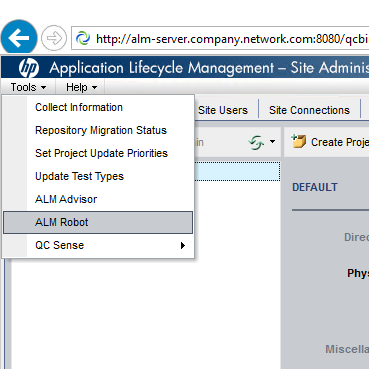 http://alm-server.company.network.com:8080/qcbi
hp Application Lifecycle Management – Site Adminis
Tools Help
Collect Information
Repository Migration Status
Set Project Update Priorities
Update Test Types
ALM Advisor
ALM Robot
QC Sense
Site Users Site Connections
in Create Proje
DEFAULT
Direc
Phys
Miscella